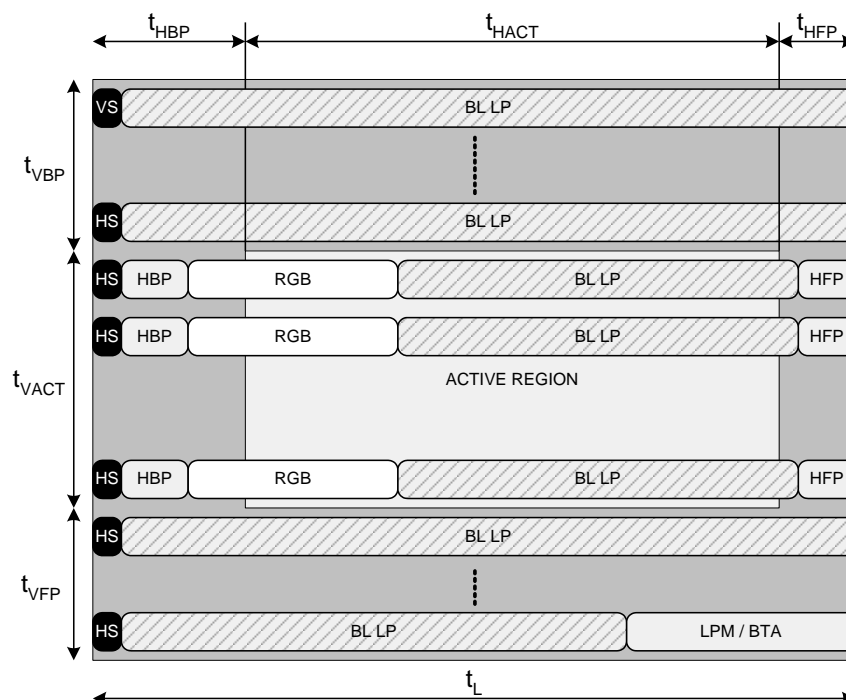 tHBP tHACT tHFP
VS BL LP
tVBP
HS BL LP
HS HBP RGB BL LP HFP
HS HBP RGB BL LP HFP
tVACT ACTIVE REGION
HS HBP RGB BL LP HFP
HS BL LP
tVFP
HS BL LP LPM / BTA
tL